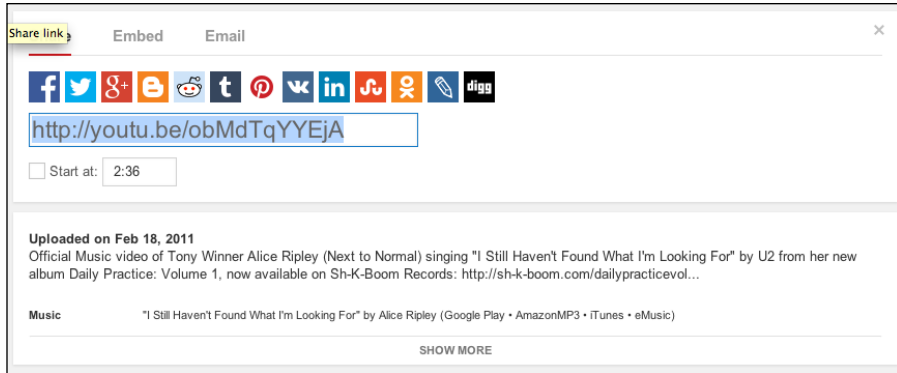 Share link e Embed Email ×
f g+ B t P VK in digg
http://youtu.be/obMdTqYYEjA
Start at: 2:36
Uploaded on Feb 18, 2011
Official Music video of Tony Winner Alice Ripley (Next to Normal) singing "I Still Haven't Found What I'm Looking For" by U2 from her new
album Daily Practice: Volume 1, now available on Sh-K-Boom Records: http://sh-k-boom.com/dailypracticevol...
Music "I Still Haven't Found What I'm Looking For" by Alice Ripley (Google Play • AmazonMP3 • iTunes • eMusic)
SHOW MORE